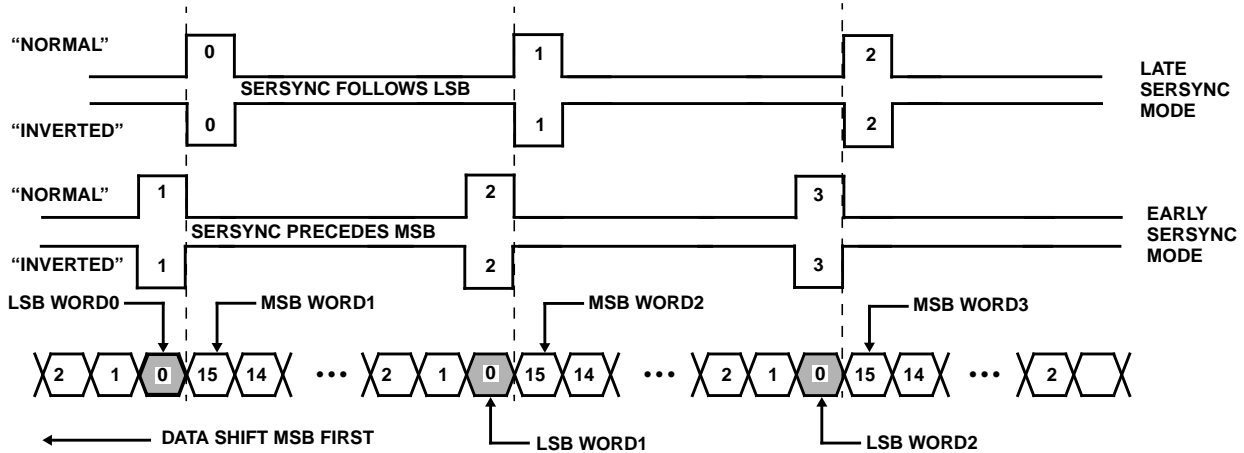 “NORMAL” 0 1 2
SERSYNC FOLLOWS LSB
LATE
SERSYNC
MODE
“INVERTED” 0 1 2
“NORMAL” 1 2 3
SERSYNC PRECEDES MSB
EARLY
SERSYNC
MODE
“INVERTED” 1 2 3
LSB WORD0 MSB WORD1 MSB WORD2 MSB WORD3
2 1 0 15 14 ••• 2 1 0 15 14 ••• 2 1 0 15 14 ••• 2
DATA SHIFT MSB FIRST LSB WORD1 LSB WORD2